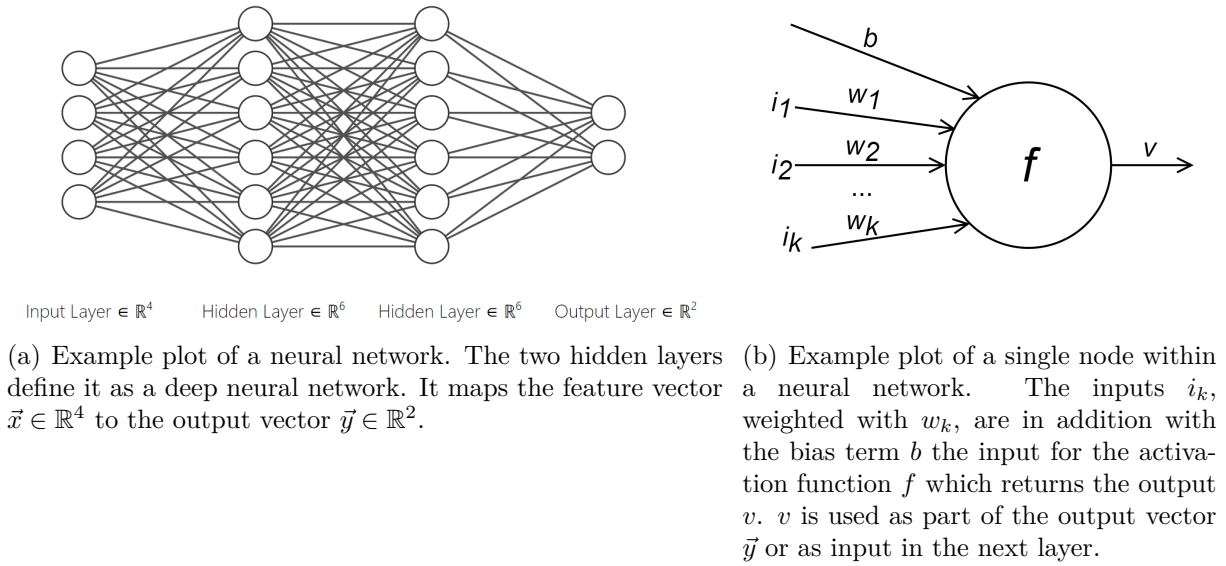 Input Layer ∈ ℝ⁴
Hidden Layer ∈ ℝ⁶
Hidden Layer ∈ ℝ⁶
Output Layer ∈ ℝ²
(a) Example plot of a neural network. The two hidden layers
define it as a deep neural network. It maps the feature vector
x⃗ ∈ ℝ⁴ to the output vector y⃗ ∈ ℝ².
b
i1
w1
i2
w2
...
ik
wk
f
v
(b) Example plot of a single node within
a neural network. The inputs iₖ,
weighted with wₖ, are in addition with
the bias term b the input for the activa-
tion function f which returns the output
v. v is used as part of the output vector
y⃗ or as input in the next layer.